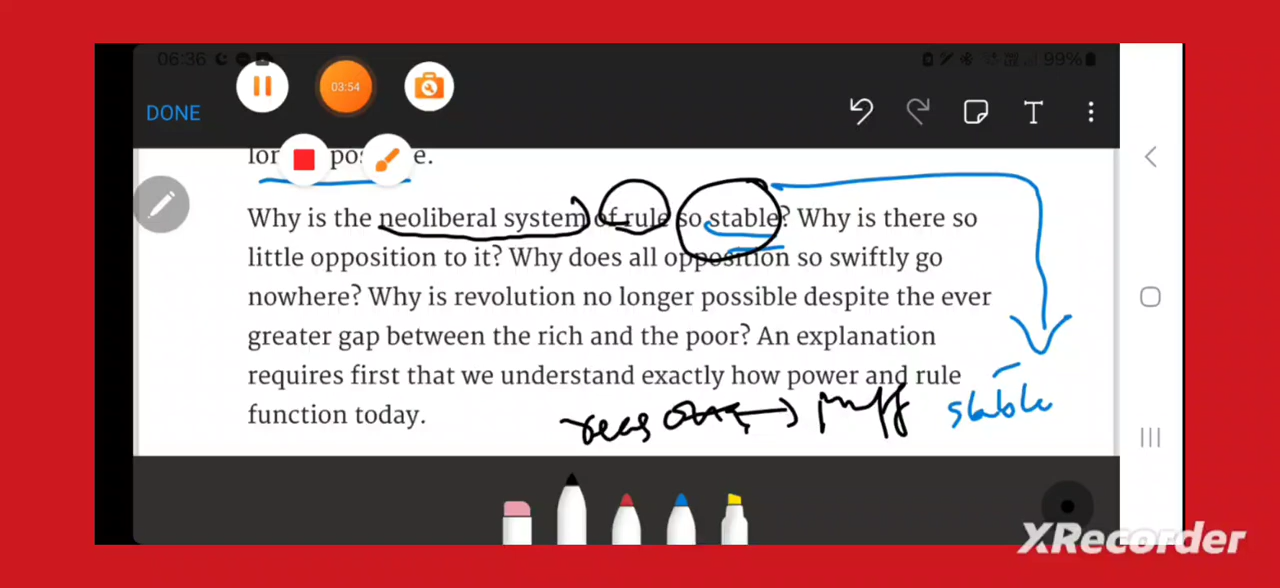 06:36
99%
03:54
DONE
T
Why is the neoliberal system of rule so stable? Why is there so
little opposition to it? Why does all opposition so swiftly go
nowhere? Why is revolution no longer possible despite the ever
greater gap between the rich and the poor? An explanation
requires first that we understand exactly how power and rule
function today.
stable
XRecorder